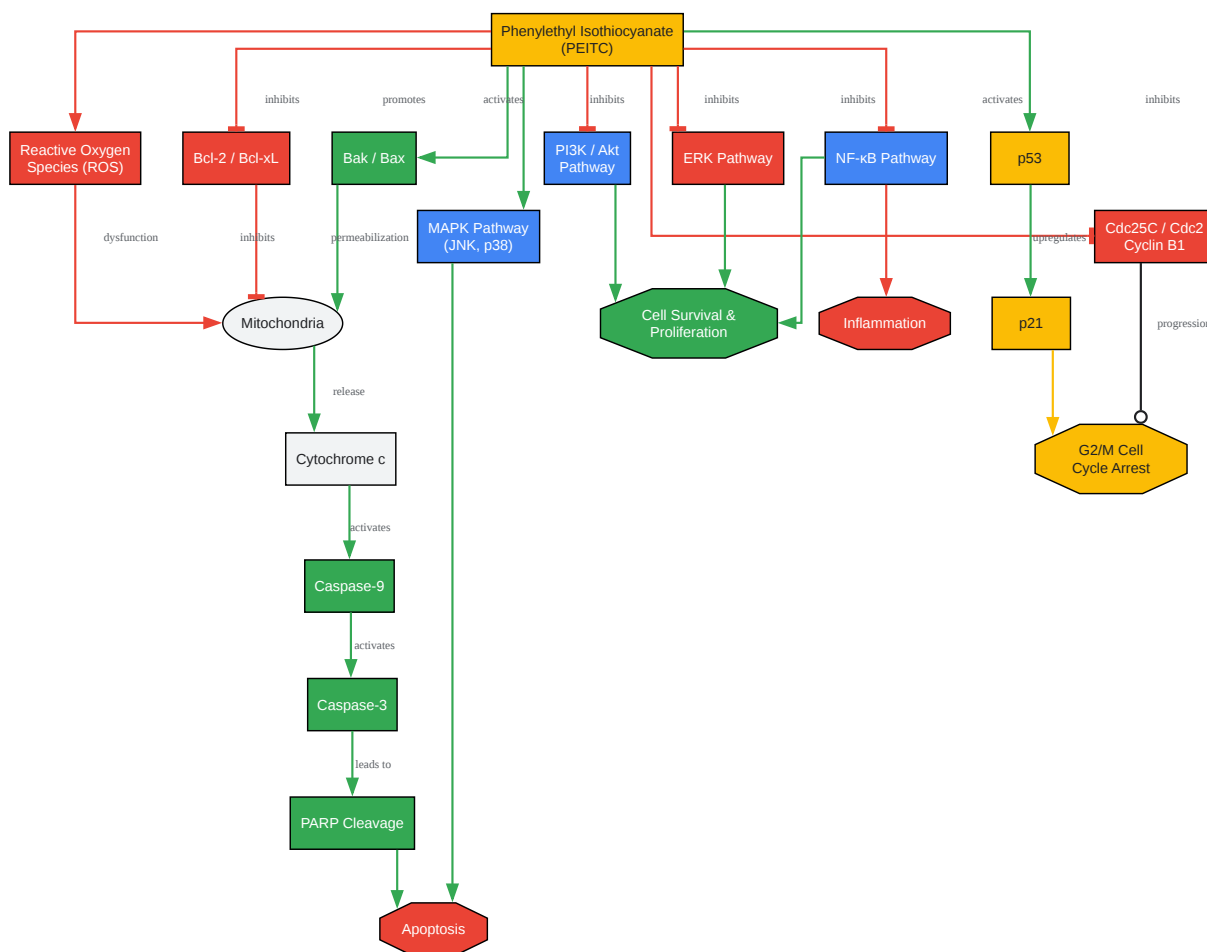 Phenylethyl Isothiocyanate
(PEITC)
inhibits
promotes
activates
inhibits
inhibits
inhibits
activates
inhibits
Reactive Oxygen
Species (ROS)
Bcl-2 / Bcl-xL
Bak / Bax
PI3K / Akt
Pathway
ERK Pathway
NF-κB Pathway
p53
MAPK Pathway
(JNK, p38)
Cdc25C / Cdc2
Cyclin B1
dysfunction
inhibits
permeabilization
upregulates
Mitochondria
Cell Survival &
Proliferation
Inflammation
p21
progression
release
Cytochrome c
G2/M Cell
Cycle Arrest
activates
Caspase-9
activates
Caspase-3
leads to
PARP Cleavage
Apoptosis